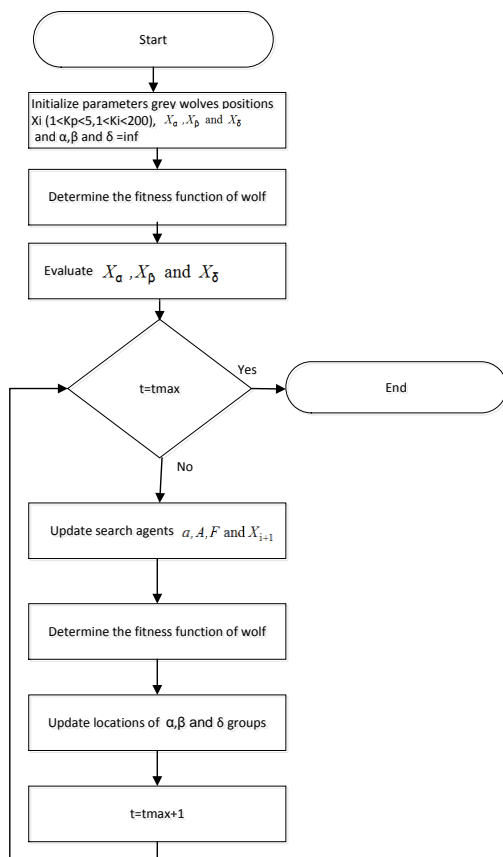 Start
Initialize parameters grey wolves positions
Xi (1<Kp<5,1<Ki<200), Xα ,Xβ and Xδ
and α,β and δ =inf
Determine the fitness function of wolf
Evaluate Xα ,Xβ and Xδ
Yes
t=tmax
End
No
Update search agents a, A, F and Xi+1
Determine the fitness function of wolf
Update locations of α,β and δ groups
t=tmax+1